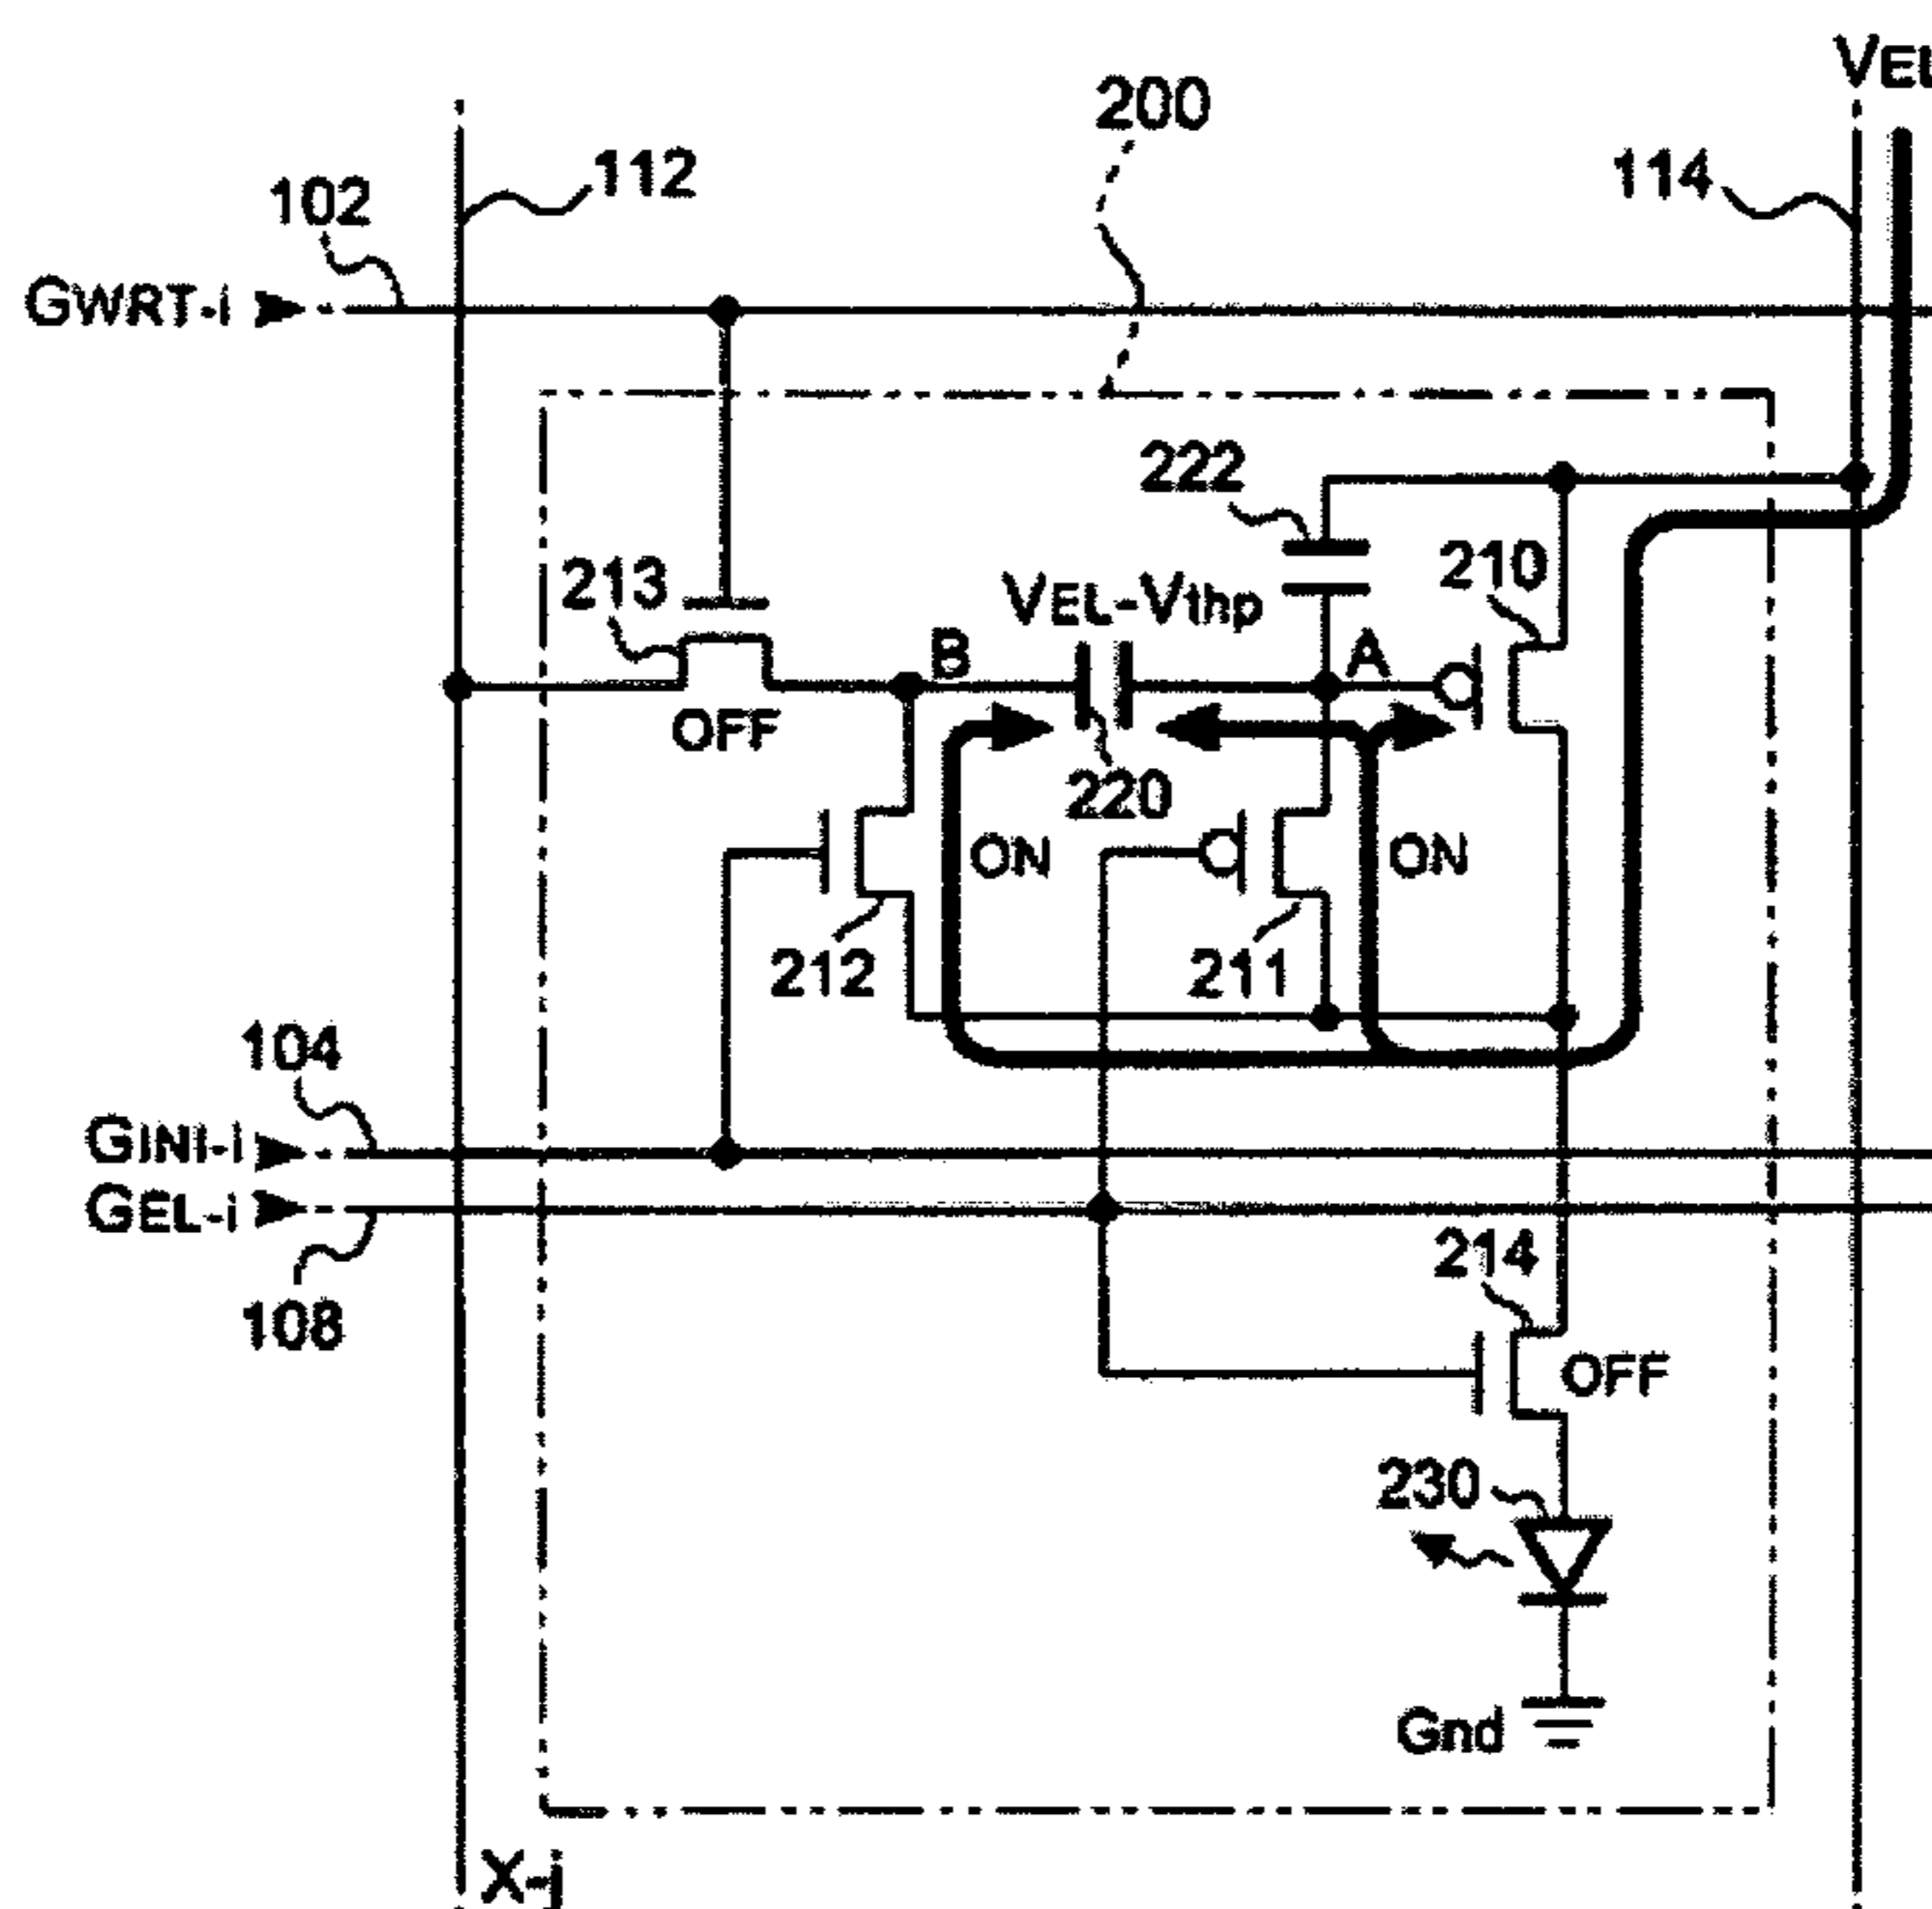 VEL
200
112
114
102
GWRT-i
222
210
213
VEL-Vthp
B
A
OFF
220
ON
ON
212
211
104
GINI-i
GEL-i
214
108
OFF
230
Gnd
X-j